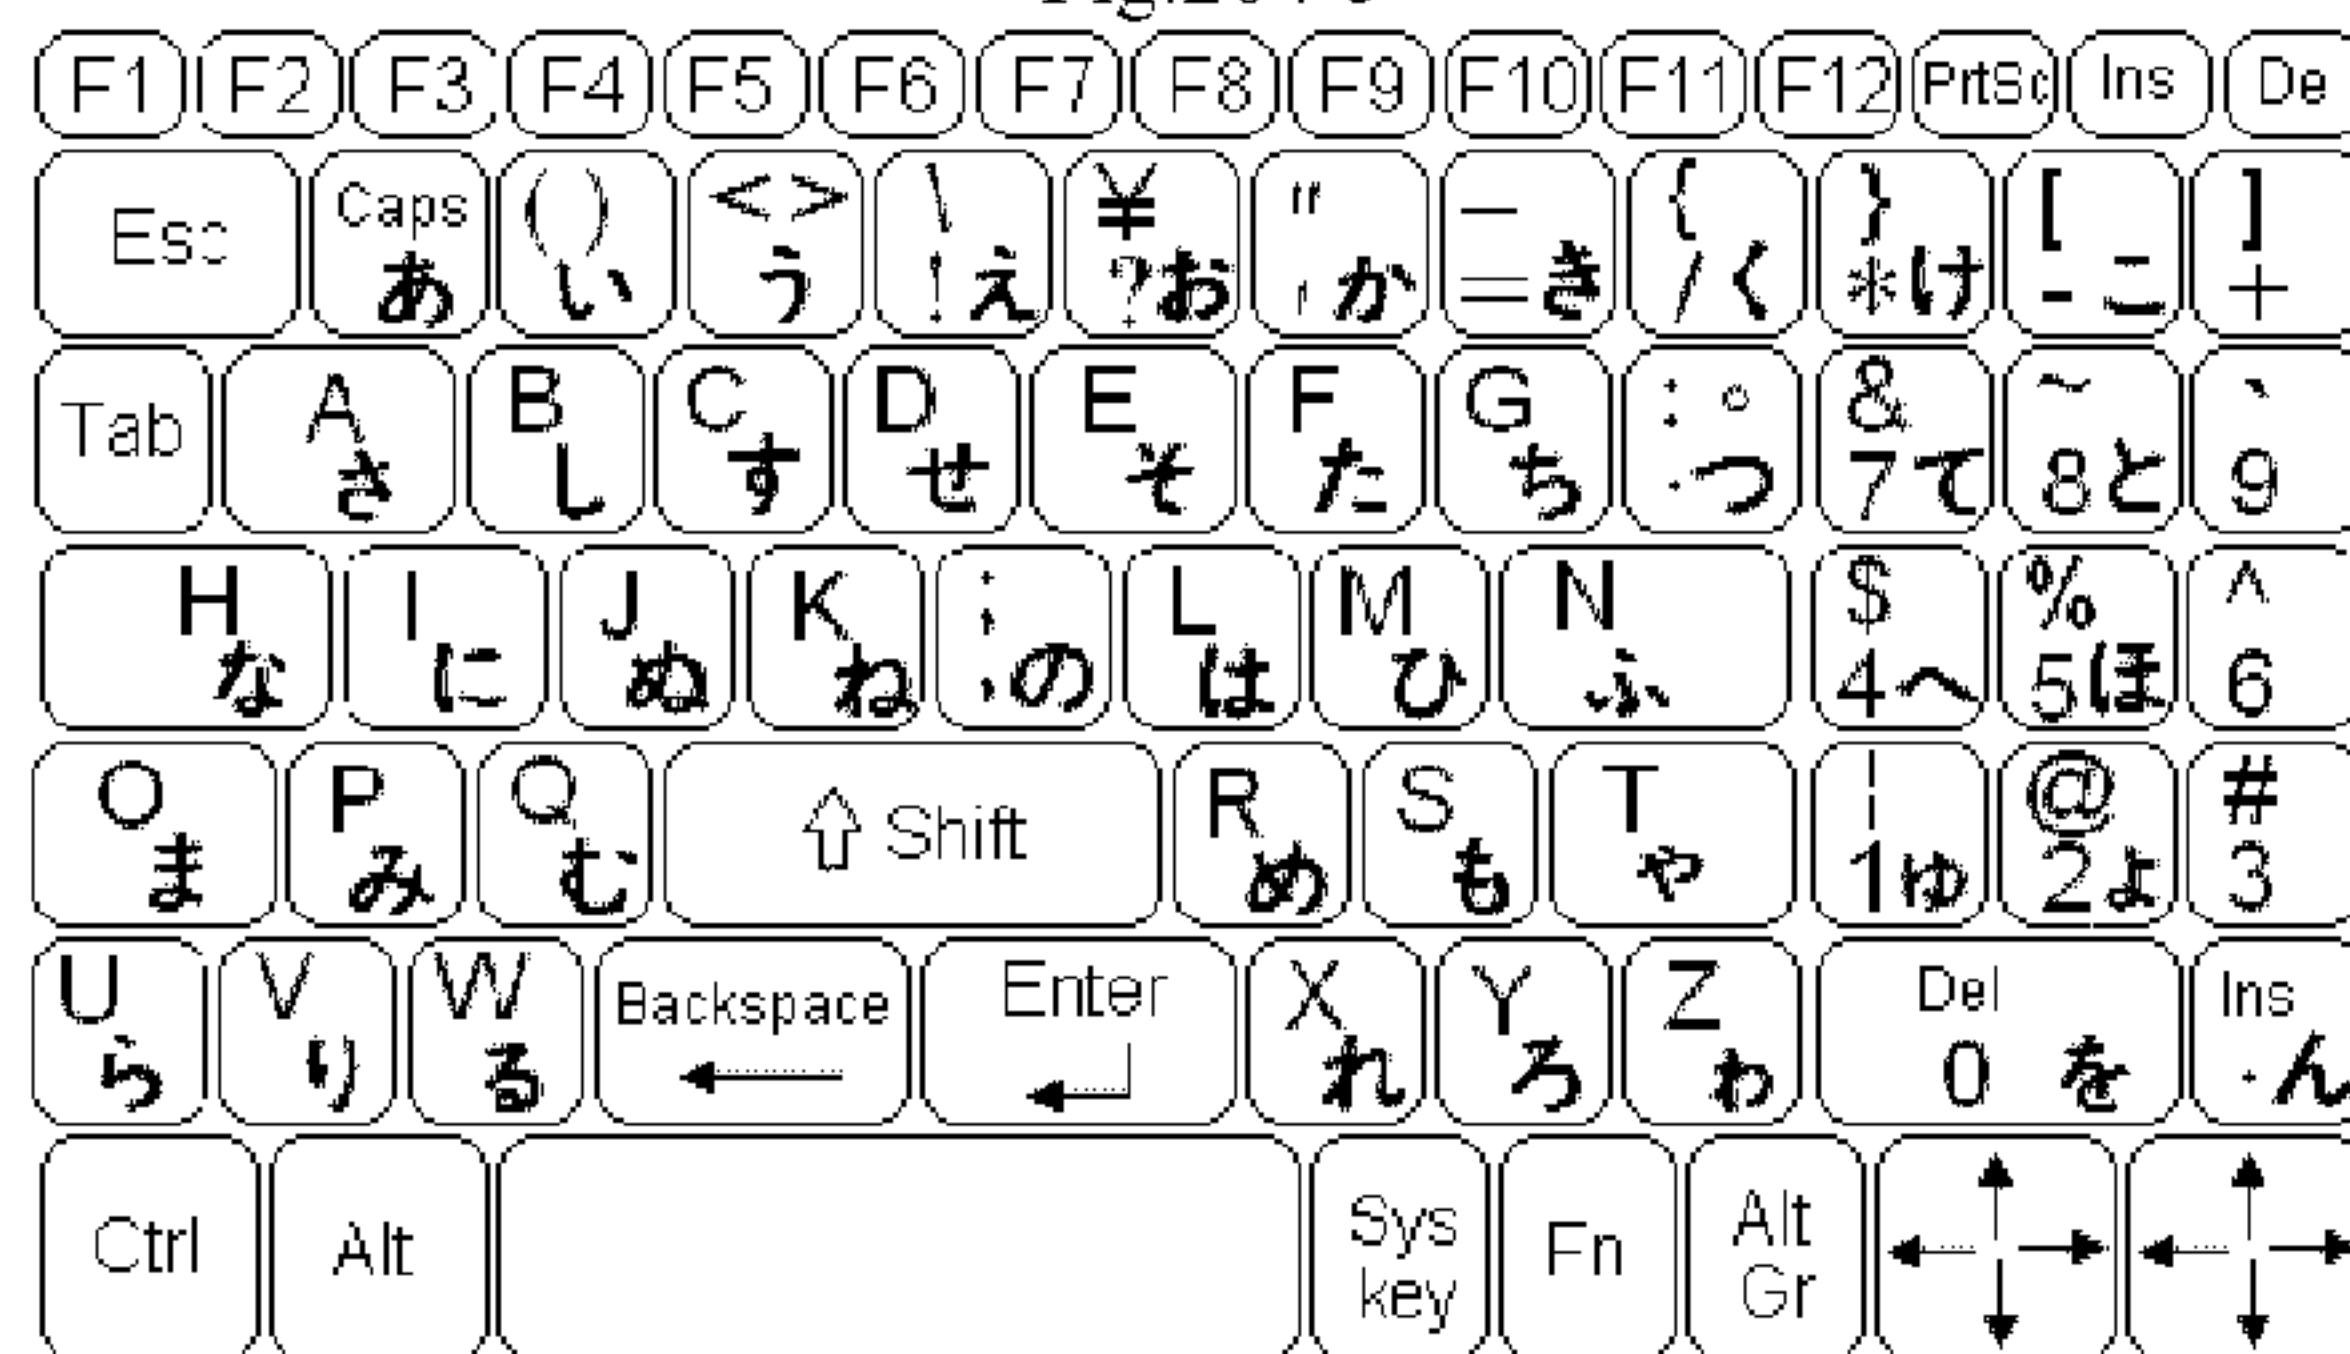 F1 F2 F3 F4 F5 F6 F7 F8 F9 F10 F11 F12 PrtSc Ins De
Esc Caps あ ( ) い < > う \ ! え ¥ ? お " ' か — = き { / く } * け [ - こ ] +
Tab A さ B し C す D せ E そ F た G ち : 。 . つ & 7 て ~ 8 と ` 9
H な I に J ぬ K ね ; , の L は M ひ N ふ $ 4 へ % 5 ほ ^ 6
O ま P み Q む Shift R め S も T や ¦ 1 ゆ @ 2 よ # 3
U ら V り W る Backspace Enter X れ Y ろ Z わ Del 0 を Ins . ん
Ctrl Alt Sys key Fn Alt Gr